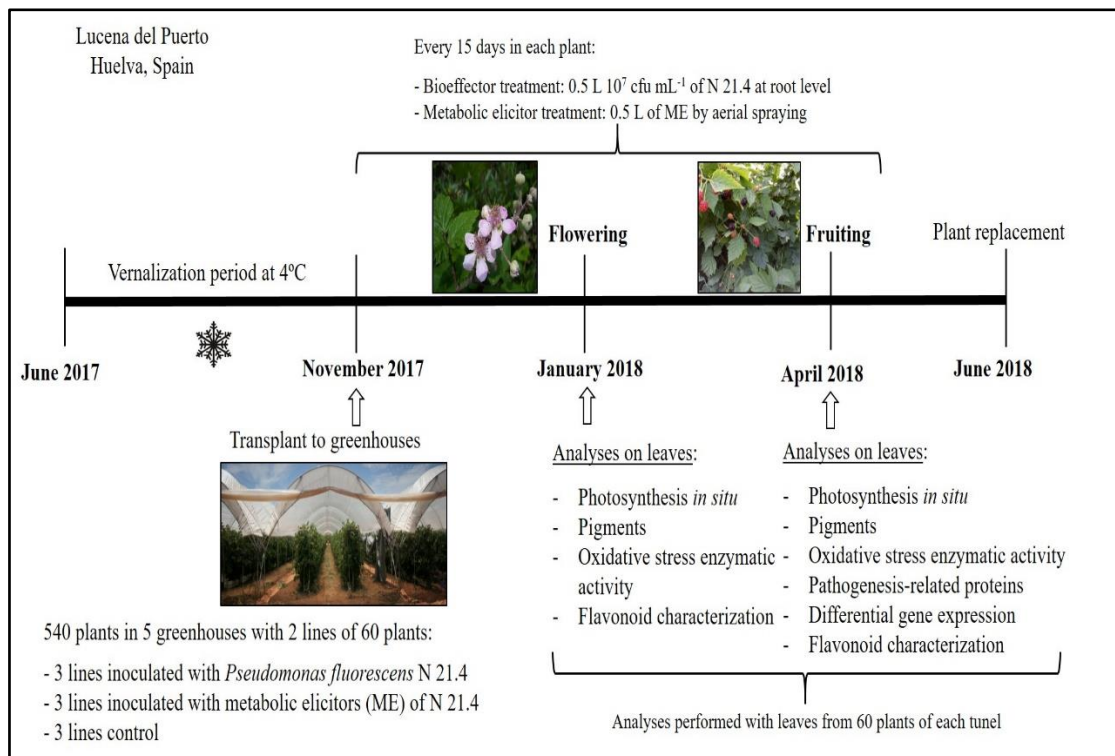 Lucena del Puerto
Huelva, Spain
Every 15 days in each plant:
- Bioeffector treatment: 0.5 L 10⁷ cfu mL⁻¹ of N 21.4 at root level
- Metabolic elicitor treatment: 0.5 L of ME by aerial spraying
Flowering
Fruiting
Plant replacement
Vernalization period at 4ºC
June 2017
November 2017
January 2018
April 2018
June 2018
Transplant to greenhouses
540 plants in 5 greenhouses with 2 lines of 60 plants:
- 3 lines inoculated with Pseudomonas fluorescens N 21.4
- 3 lines inoculated with metabolic elicitors (ME) of N 21.4
- 3 lines control
Analyses on leaves:
- Photosynthesis in situ
- Pigments
- Oxidative stress enzymatic
activity
- Flavonoid characterization
Analyses on leaves:
- Photosynthesis in situ
- Pigments
- Oxidative stress enzymatic activity
- Pathogenesis-related proteins
- Differential gene expression
- Flavonoid characterization
Analyses performed with leaves from 60 plants of each tunel